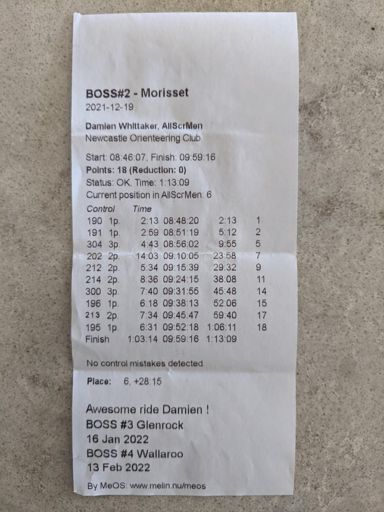 BOSS#2 - Morisset
2021-12-19
Damien Whittaker, AllScrMen
Newcastle Orienteering Club
Start: 08:46:07, Finish: 09:59:16
Points: 18 (Reduction: 0)
Status: OK, Time: 1:13:09
Current position in AllScrMen: 6
Control Time
190 1p. 2:13 08:48:20 2:13 1
191 1p. 2:59 08:51:19 5:12 2
304 3p. 4:43 08:56:02 9:55 5
202 2p. 14:03 09:10:05 23:58 7
212 2p. 5:34 09:15:39 29:32 9
214 2p. 8:36 09:24:15 38:08 11
300 3p. 7:40 09:31:55 45:48 14
196 1p. 6:18 09:38:13 52:06 15
213 2p. 7:34 09:45:47 59:40 17
195 1p. 6:31 09:52:18 1:06:11 18
Finish 1:03:14 09:59:16 1:13:09
No control mistakes detected
Place: 6, +28:15
Awesome ride Damien !
BOSS #3 Glenrock
16 Jan 2022
BOSS #4 Wallaroo
13 Feb 2022
By MeOS: www.melin.nu/meos